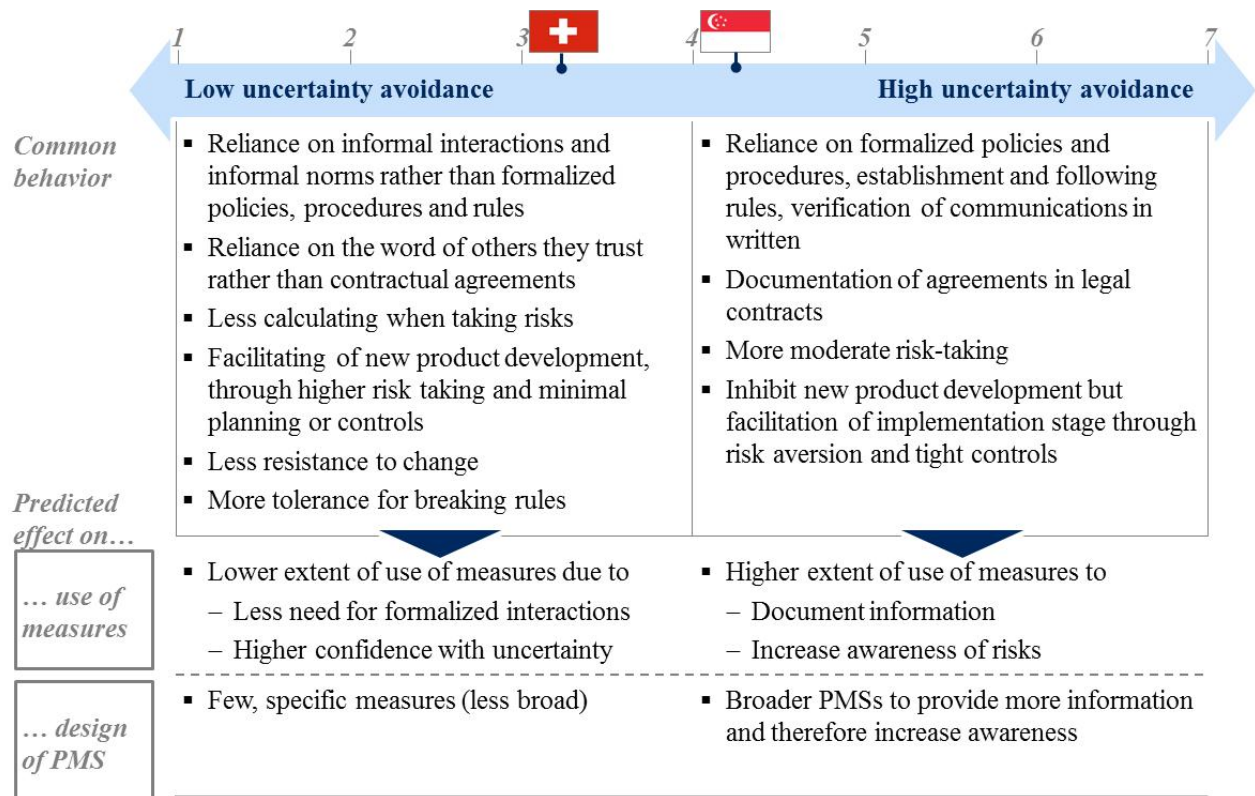 1 2 3 4 5 6 7
Low uncertainty avoidance
High uncertainty avoidance
Common
behavior
▪ Reliance on informal interactions and
informal norms rather than formalized
policies, procedures and rules
▪ Reliance on the word of others they trust
rather than contractual agreements
▪ Less calculating when taking risks
▪ Facilitating of new product development,
through higher risk taking and minimal
planning or controls
▪ Less resistance to change
▪ More tolerance for breaking rules
▪ Reliance on formalized policies and
procedures, establishment and following
rules, verification of communications in
written
▪ Documentation of agreements in legal
contracts
▪ More moderate risk-taking
▪ Inhibit new product development but
facilitation of implementation stage through
risk aversion and tight controls
Predicted
effect on…
… use of
measures
▪ Lower extent of use of measures due to
– Less need for formalized interactions
– Higher confidence with uncertainty
▪ Higher extent of use of measures to
– Document information
– Increase awareness of risks
… design
of PMS
▪ Few, specific measures (less broad)
▪ Broader PMSs to provide more information
and therefore increase awareness